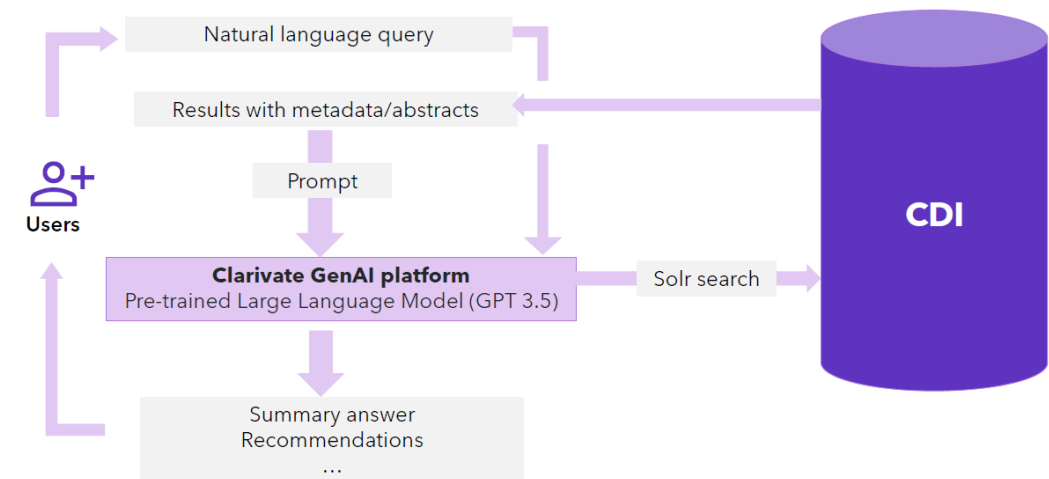 Natural language query
Results with metadata/abstracts
Prompt
Users
CDI
Clarivate GenAI platform
Pre-trained Large Language Model (GPT 3.5)
Solr search
Summary answer
Recommendations
...